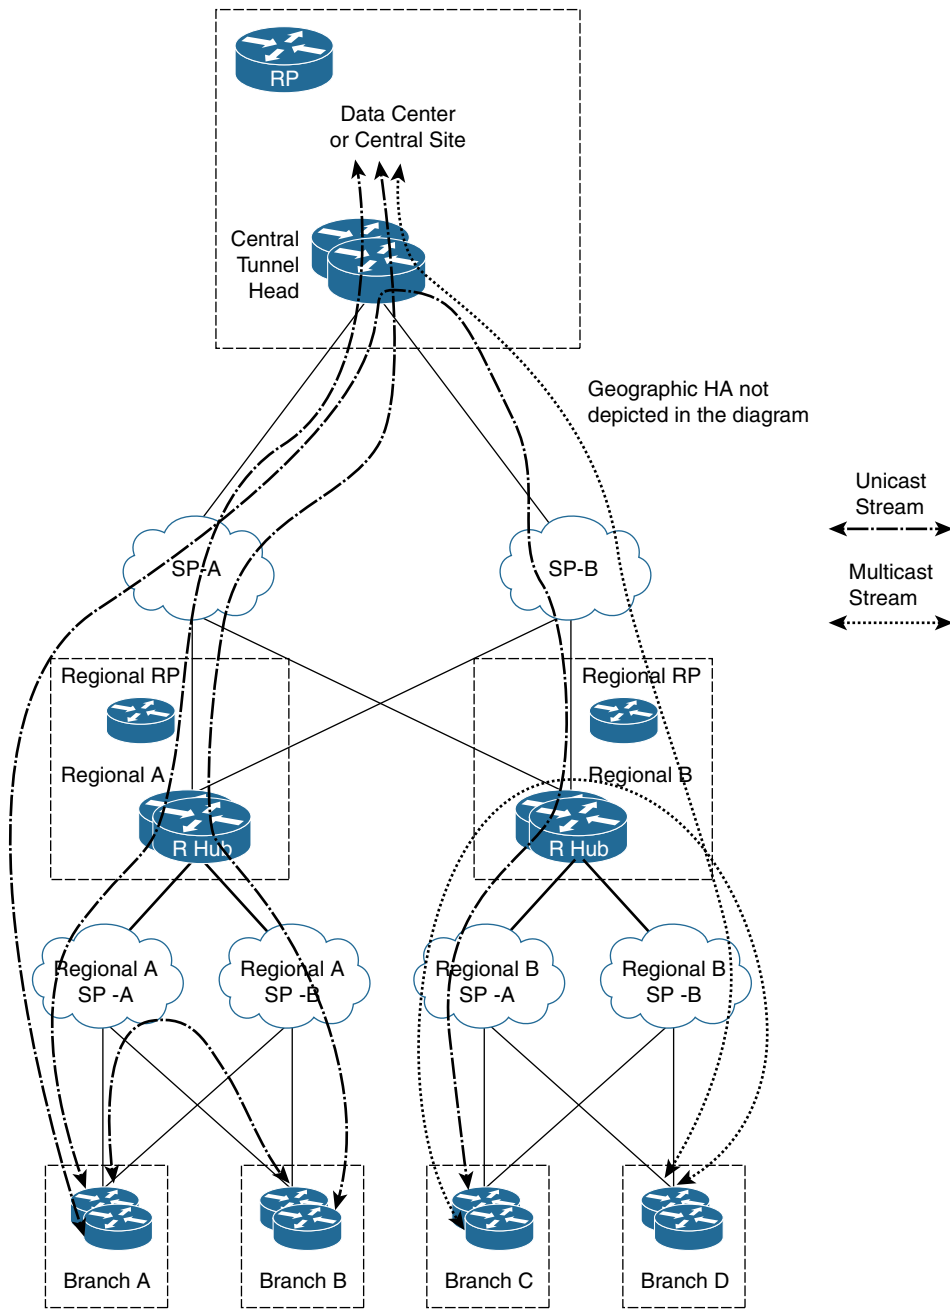 RP
Data Center
or Central Site
Central
Tunnel
Head
Geographic HA not
depicted in the diagram
Unicast
Stream
Multicast
Stream
SP-A
SP-B
Regional RP
Regional RP
Regional A
Regional B
R Hub
R Hub
Regional A
SP -A
Regional A
SP -B
Regional B
SP -A
Regional B
SP -B
Branch A
Branch B
Branch C
Branch D